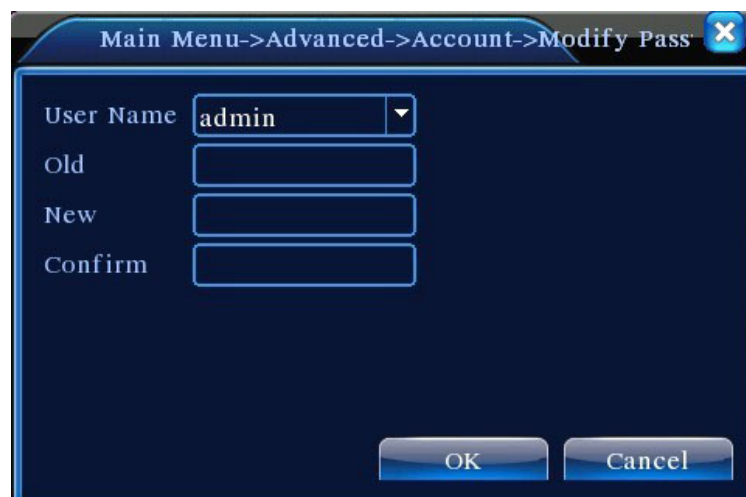 Main Menu->Advanced->Account->Modify Pass
User Name admin
Old
New
Confirm
OK Cancel